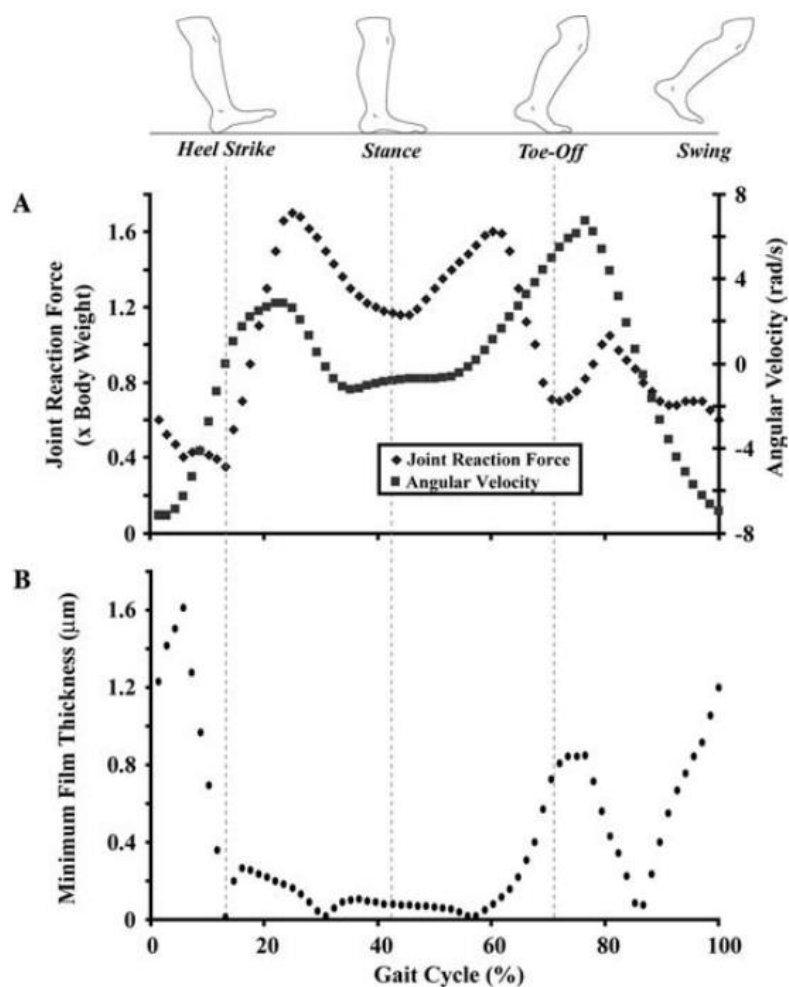 Heel Strike Stance Toe-Off Swing
A
Joint Reaction Force
(x Body Weight)
1.6
1.2
0.8
0.4
0
8
4
0
-4
-8
Angular Velocity (rad/s)
Joint Reaction Force
Angular Velocity
B
Minimum Film Thickness (μm)
1.6
1.2
0.8
0.4
0
0 20 40 60 80 100
Gait Cycle (%)